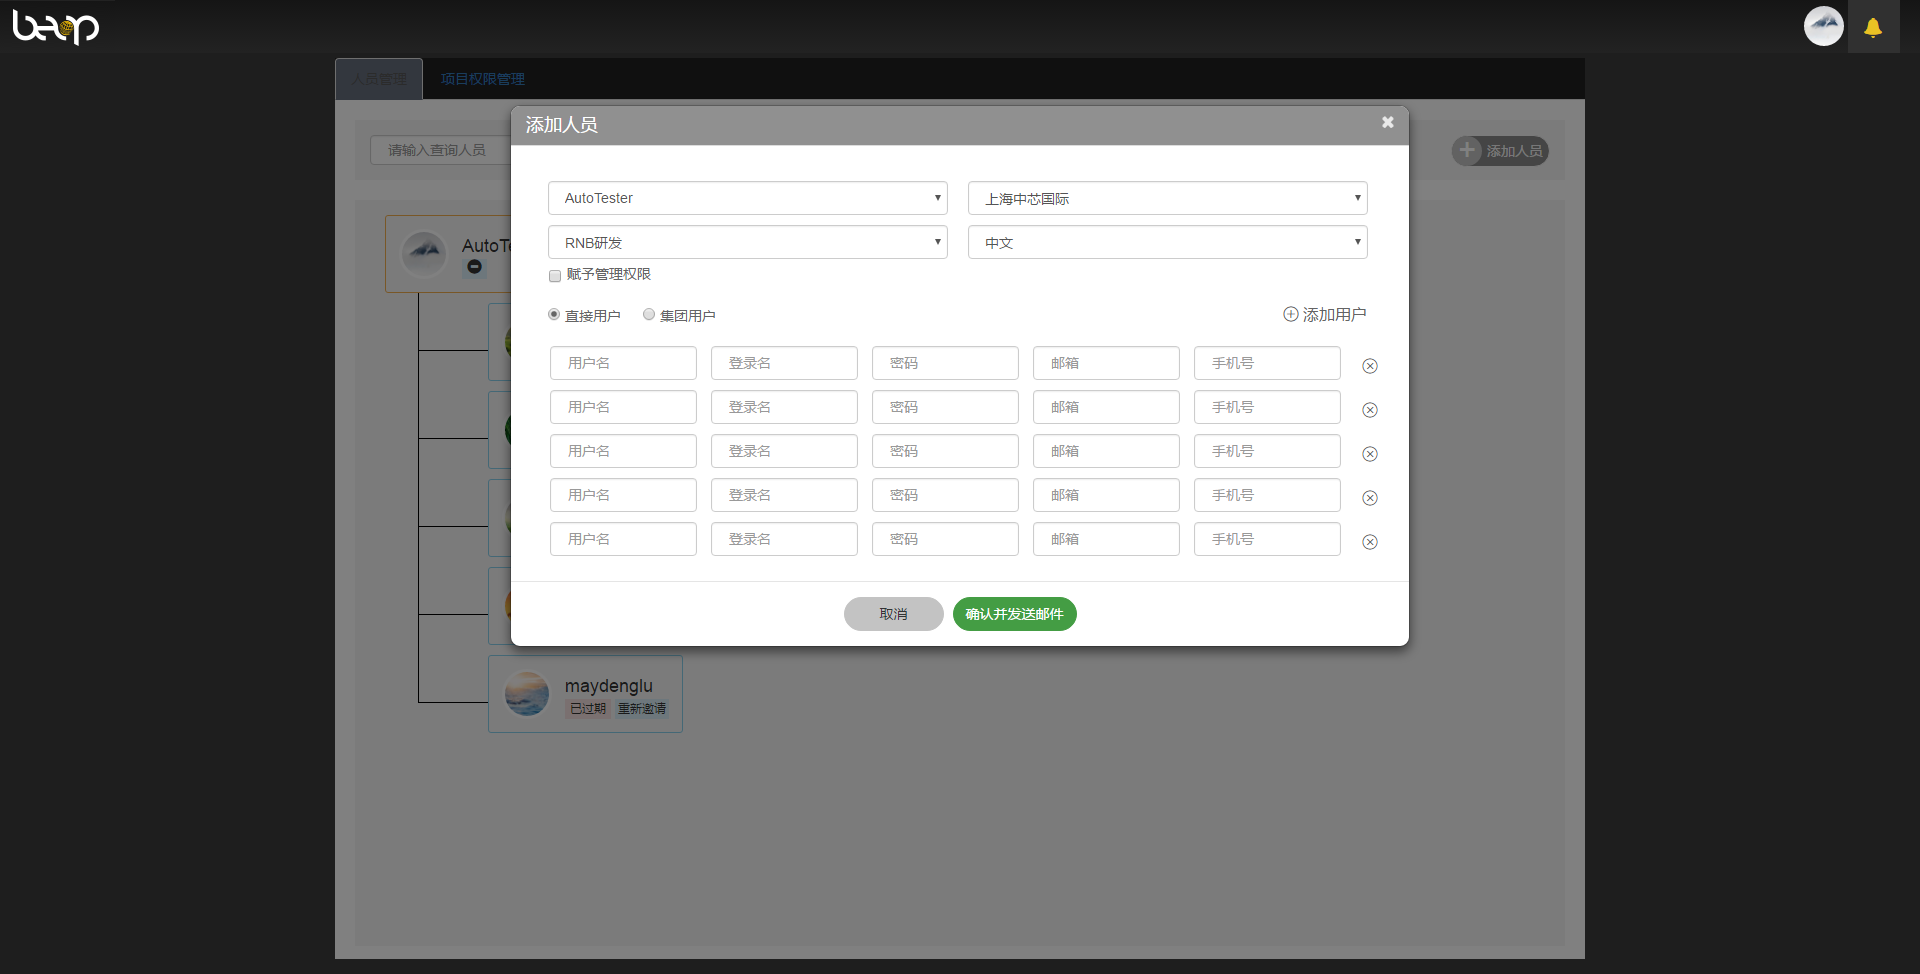 beop
人员管理
项目权限管理
添加人员
请输入查询人员
添加人员
AutoTester
上海中芯国际
RNB研发
中文
赋予管理权限
直接用户
集团用户
添加用户
用户名 登录名 密码 邮箱 手机号
用户名 登录名 密码 邮箱 手机号
用户名 登录名 密码 邮箱 手机号
用户名 登录名 密码 邮箱 手机号
用户名 登录名 密码 邮箱 手机号
取消
确认并发送邮件
AutoTe
maydenglu
已过期 重新邀请